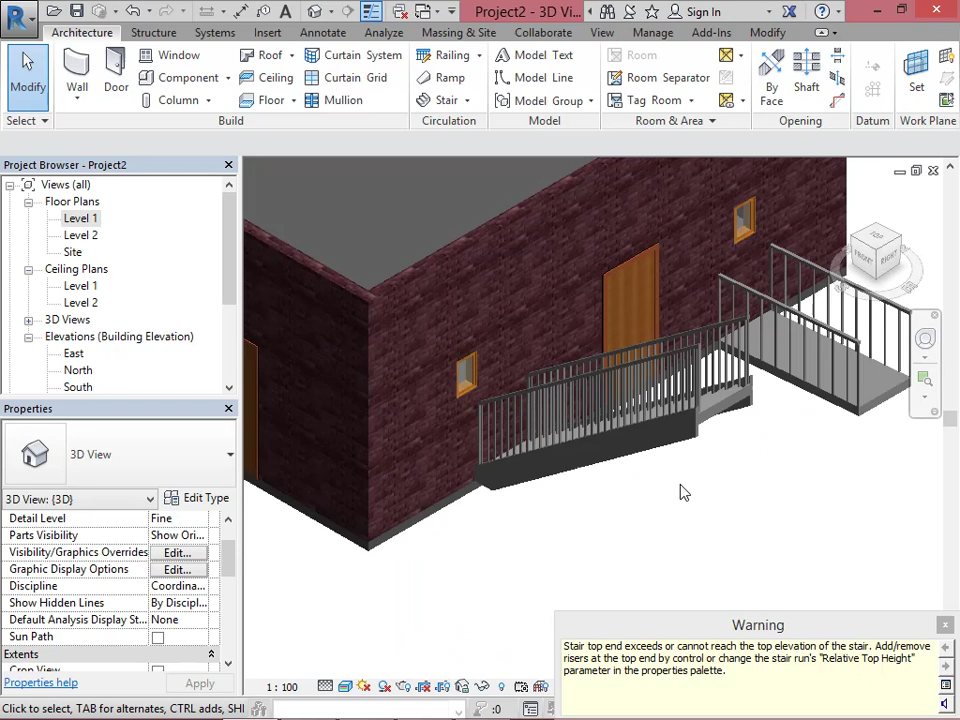 Project2 - 3D Vi...
Sign In
Architecture Structure Systems Insert Annotate Analyze Massing & Site Collaborate View Manage Add-Ins Modify
Modify
Wall
Door
Window
Component
Column
Roof
Ceiling
Floor
Curtain System
Curtain Grid
Mullion
Railing
Ramp
Stair
Model Text
Model Line
Model Group
Room
Room Separator
Tag Room
By
Face
Shaft
Set
Select Build Circulation Model Room & Area Opening Datum Work Plane
Project Browser - Project2
Views (all)
Floor Plans
Level 1
Level 2
Site
Ceiling Plans
Level 1
Level 2
3D Views
Elevations (Building Elevation)
East
North
South
Properties
3D View
3D View: {3D} Edit Type
Detail Level Fine
Parts Visibility Show Ori...
Visibility/Graphics Overrides Edit...
Graphic Display Options Edit...
Discipline Coordina...
Show Hidden Lines By Discipl...
Default Analysis Display St... None
Sun Path
Extents
Crop View
Properties help Apply
TOP
FRONT RIGHT
Warning
Stair top end exceeds or cannot reach the top elevation of the stair. Add/remove
risers at the top end by control or change the stair run's "Relative Top Height"
parameter in the properties palette.
1 : 100
Click to select, TAB for alternates, CTRL adds, SHI
:0